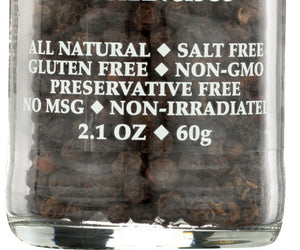 ALL NATURAL ◆ SALT FREE
GLUTEN FREE ◆ NON-GMO
PRESERVATIVE FREE
NO MSG ◆ NON-IRRADIATED
2.1 OZ ◆ 60g